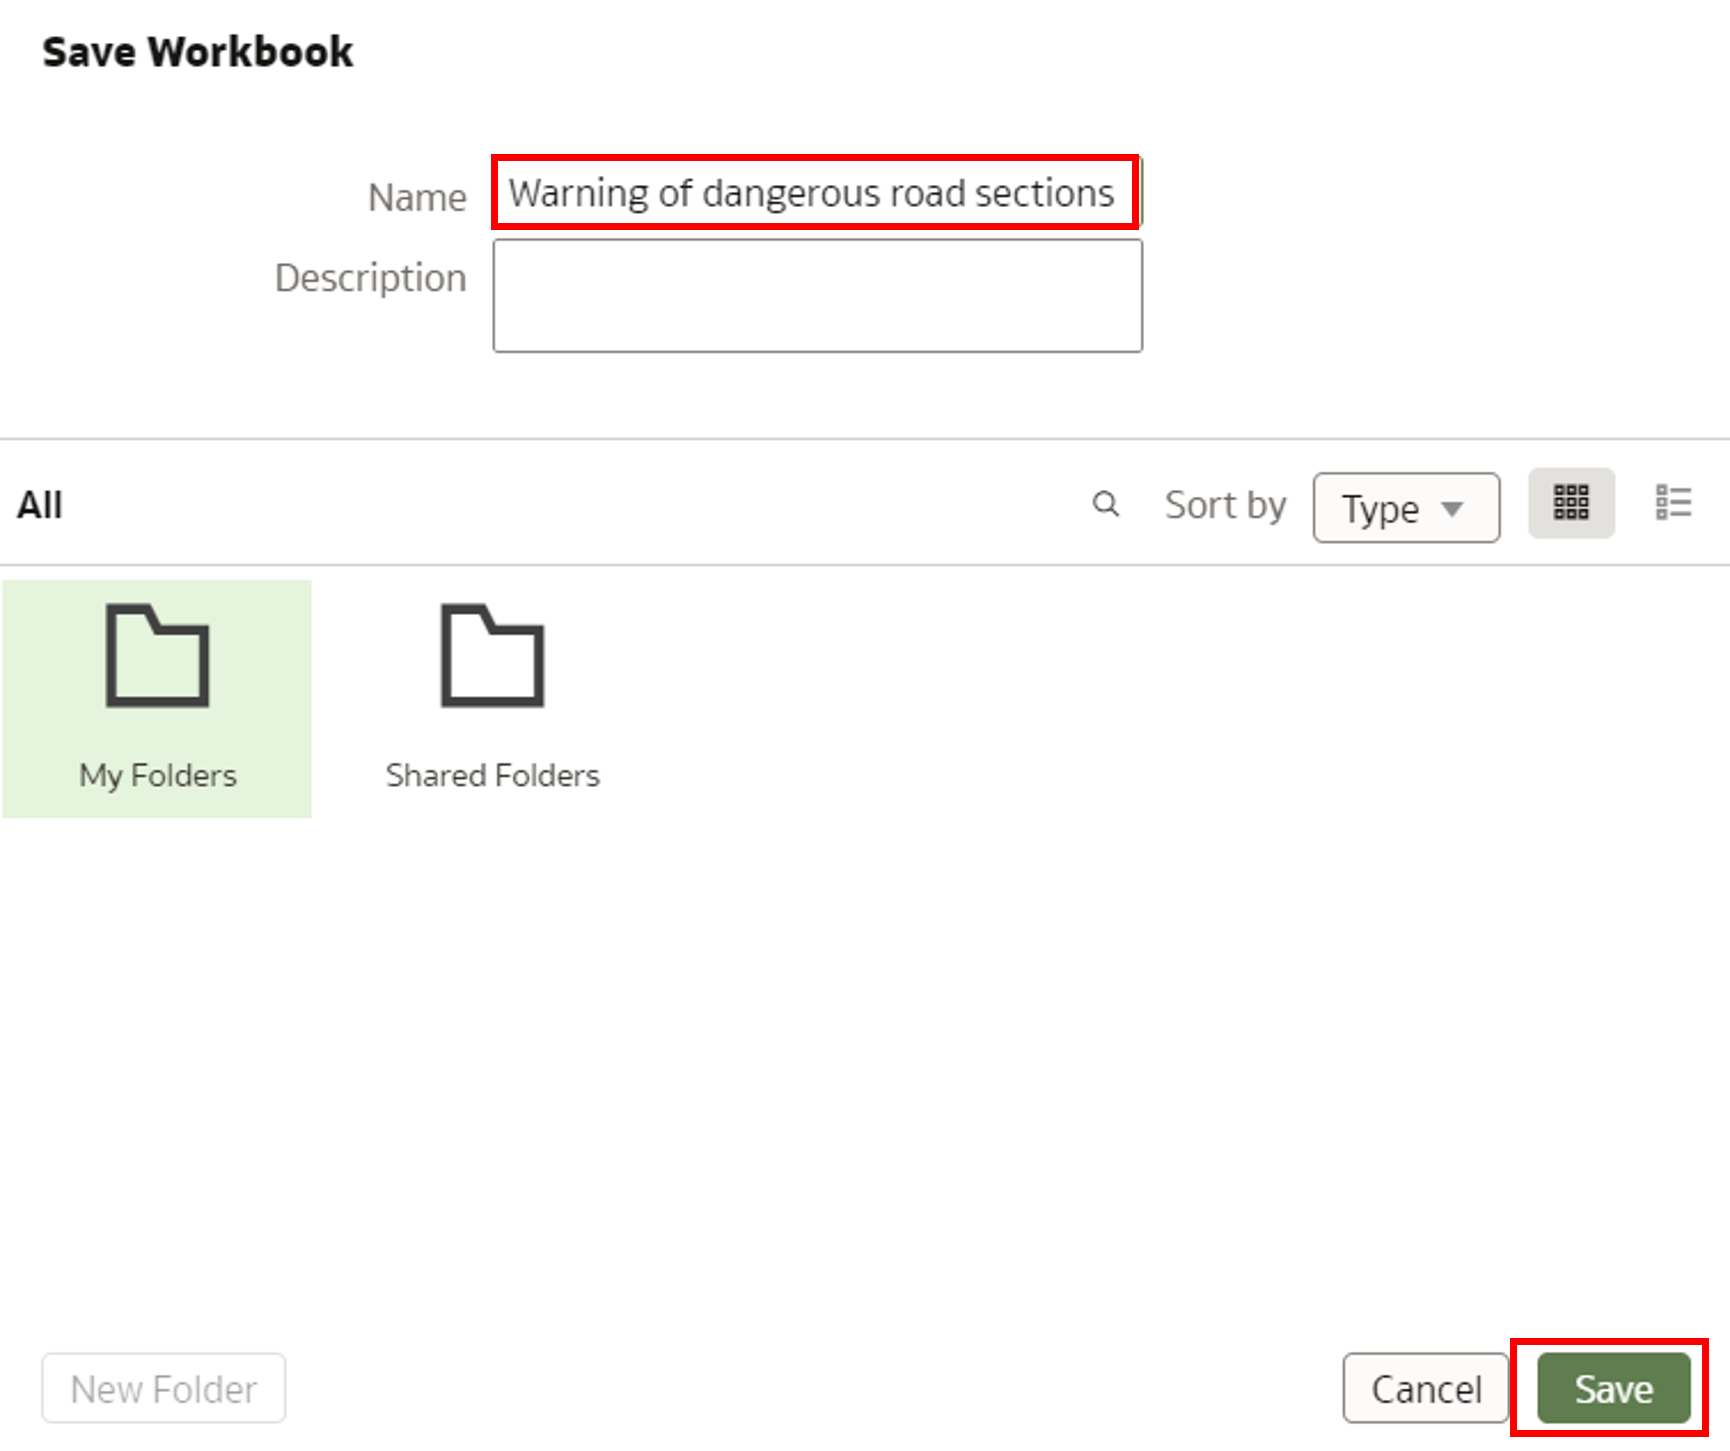 Save Workbook
Name Warning of dangerous road sections
Description
All Sort by Type
My Folders Shared Folders
New Folder Cancel Save